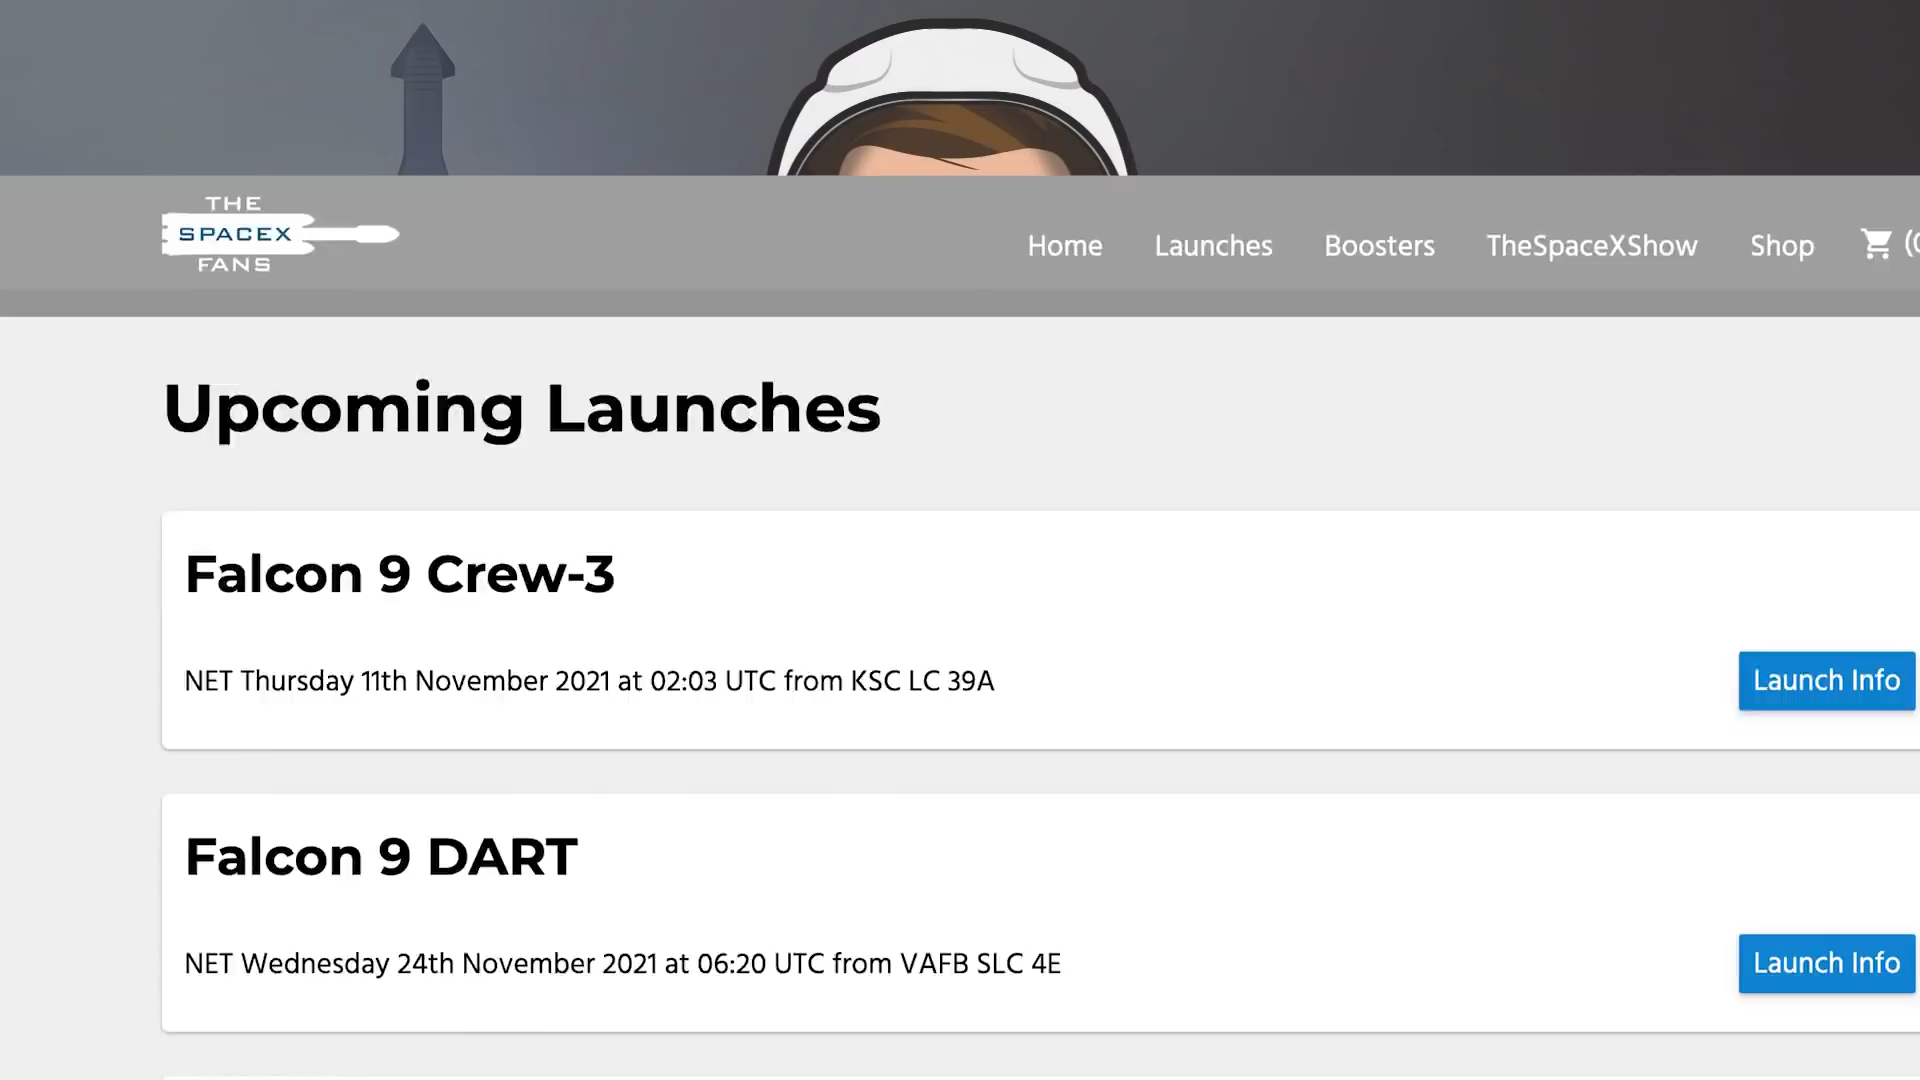 THE
SPACEX
FANS
Home Launches Boosters TheSpaceXShow Shop
Upcoming Launches
Falcon 9 Crew-3
NET Thursday 11th November 2021 at 02:03 UTC from KSC LC 39A
Launch Info
Falcon 9 DART
NET Wednesday 24th November 2021 at 06:20 UTC from VAFB SLC 4E
Launch Info